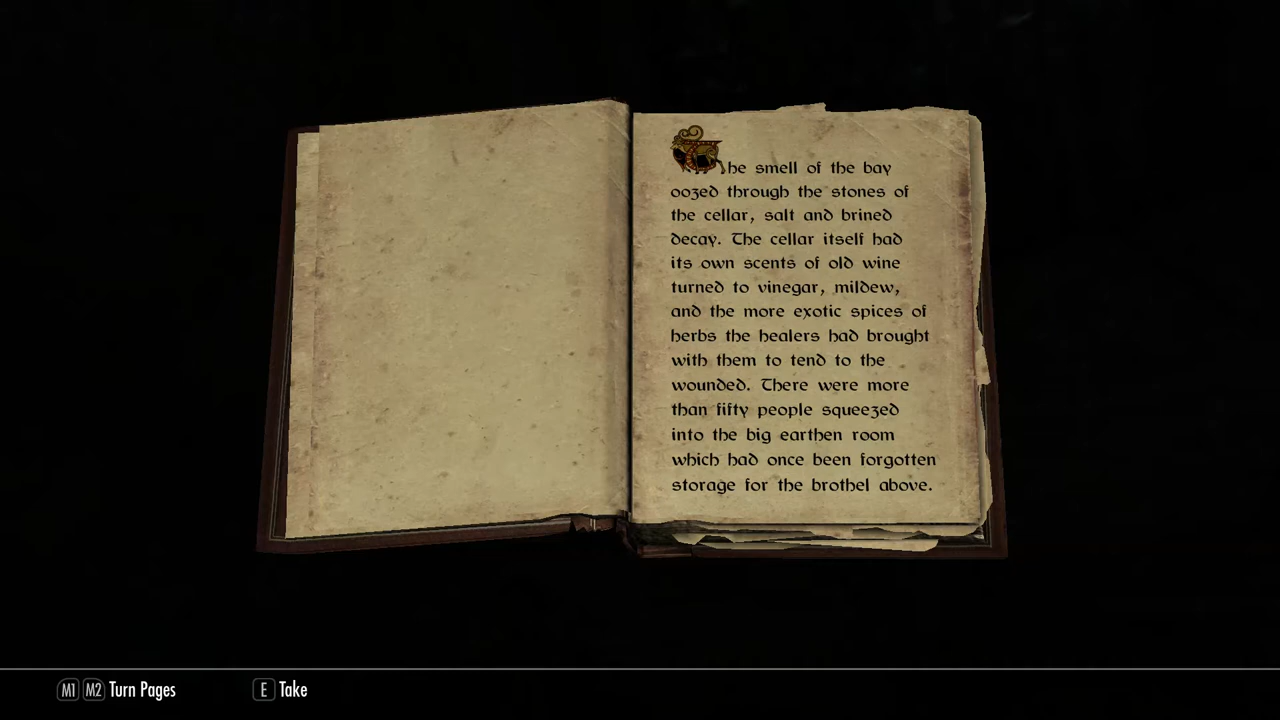 The smell of the bay
oozed through the stones of
the cellar, salt and brined
decay. The cellar itself had
its own scents of old wine
turned to vinegar, mildew,
and the more exotic spices of
herbs the healers had brought
with them to tend to the
wounded. There were more
than fifty people squeezed
into the big earthen room
which had once been forgotten
storage for the brothel above.
M1 M2 Turn Pages E Take